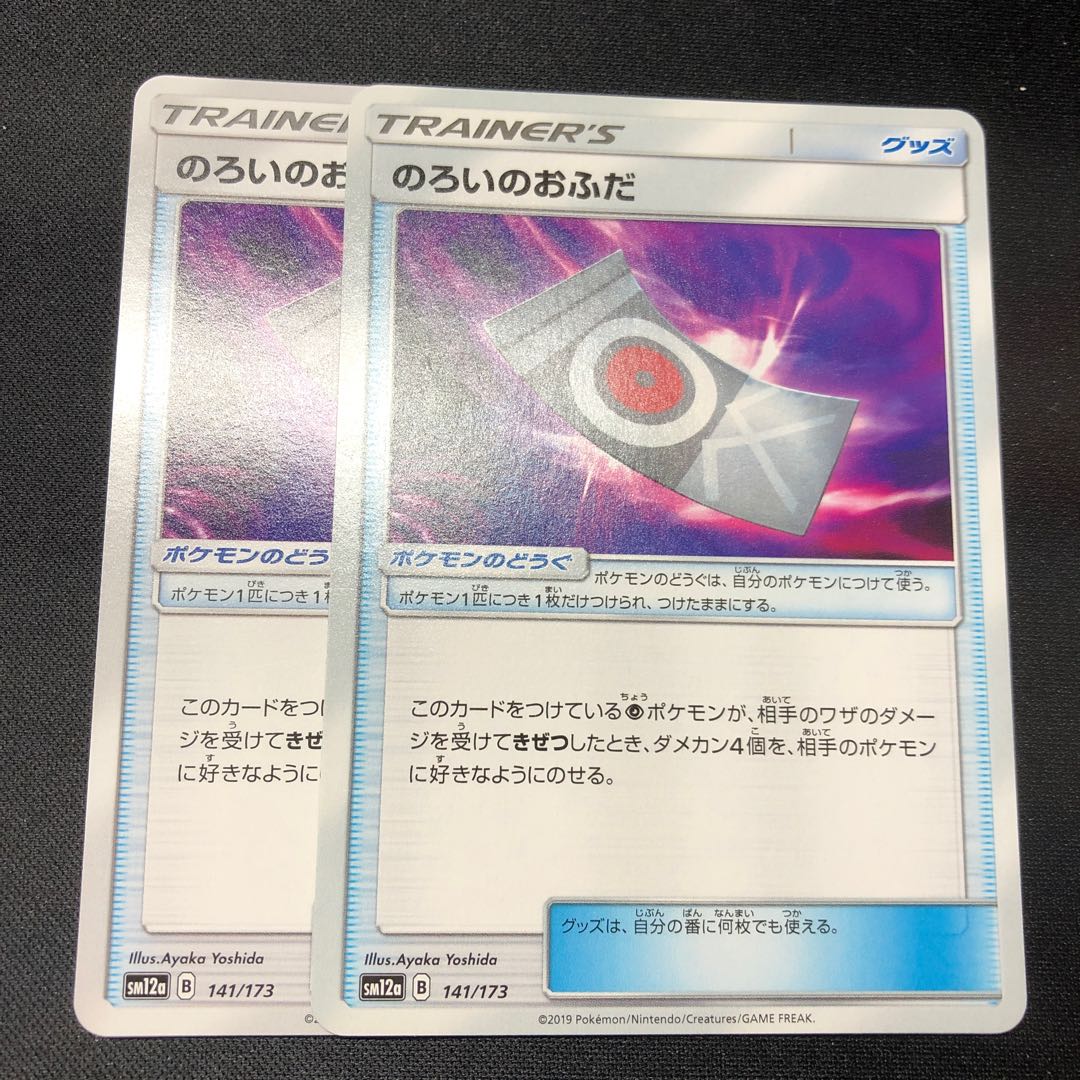 TRAINER'S
グッズ
のろいのおふだ
ポケモンのどうぐ
ポケモンのどうぐは、自分のポケモンにつけて使う。
ポケモン1匹につき1枚だけつけられ、つけたままにする。
このカードをつけているポケモンが、相手のワザのダメー
ジを受けてきぜつしたとき、ダメカン4個を、相手のポケモン
に好きなようにのせる。
グッズは、自分の番に何枚でも使える。
Illus.Ayaka Yoshida
SM12a B 141/173
©2019 Pokémon/Nintendo/Creatures/GAME FREAK.
TRAINE
のろいのお
ポケモンのどう
ポケモン1匹につき1
このカードをつ
ジを受けてきぜ
に好きなように
Illus.Ayaka Yoshida
SM12a B 141/173